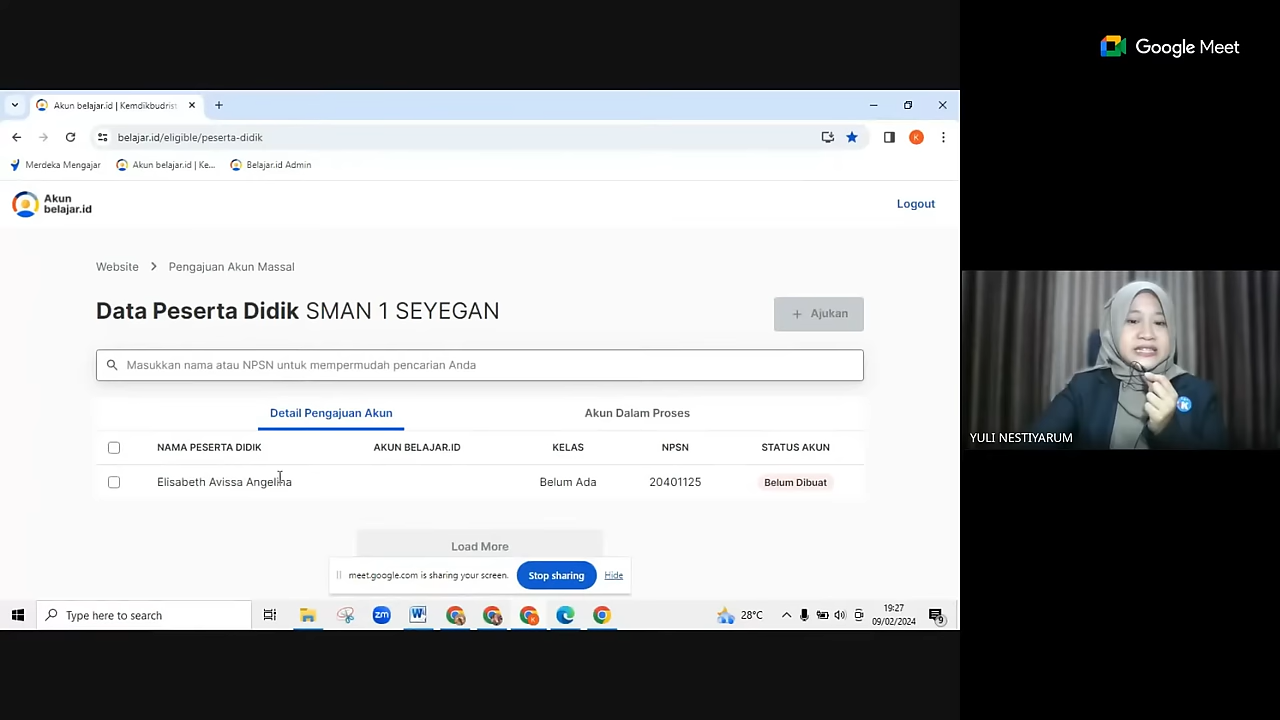 Google Meet
Akun belajar.id | Kemdikbudrist
belajar.id/eligible/peserta-didik
Merdeka Mengajar
Akun belajar.id | Ke...
Belajar.id Admin
Akun
belajar.id
Logout
Website
Pengajuan Akun Massal
Data Peserta Didik SMAN 1 SEYEGAN
+ Ajukan
Masukkan nama atau NPSN untuk mempermudah pencarian Anda
Detail Pengajuan Akun
Akun Dalam Proses
NAMA PESERTA DIDIK AKUN BELAJAR.ID KELAS NPSN STATUS AKUN
Elisabeth Avissa Angelina Belum Ada 20401125 Belum Dibuat
Load More
meet.google.com is sharing your screen. Stop sharing Hide
YULI NESTIYARUM
Type here to search
zm
W
K
28°C
19:27
09/02/2024
9